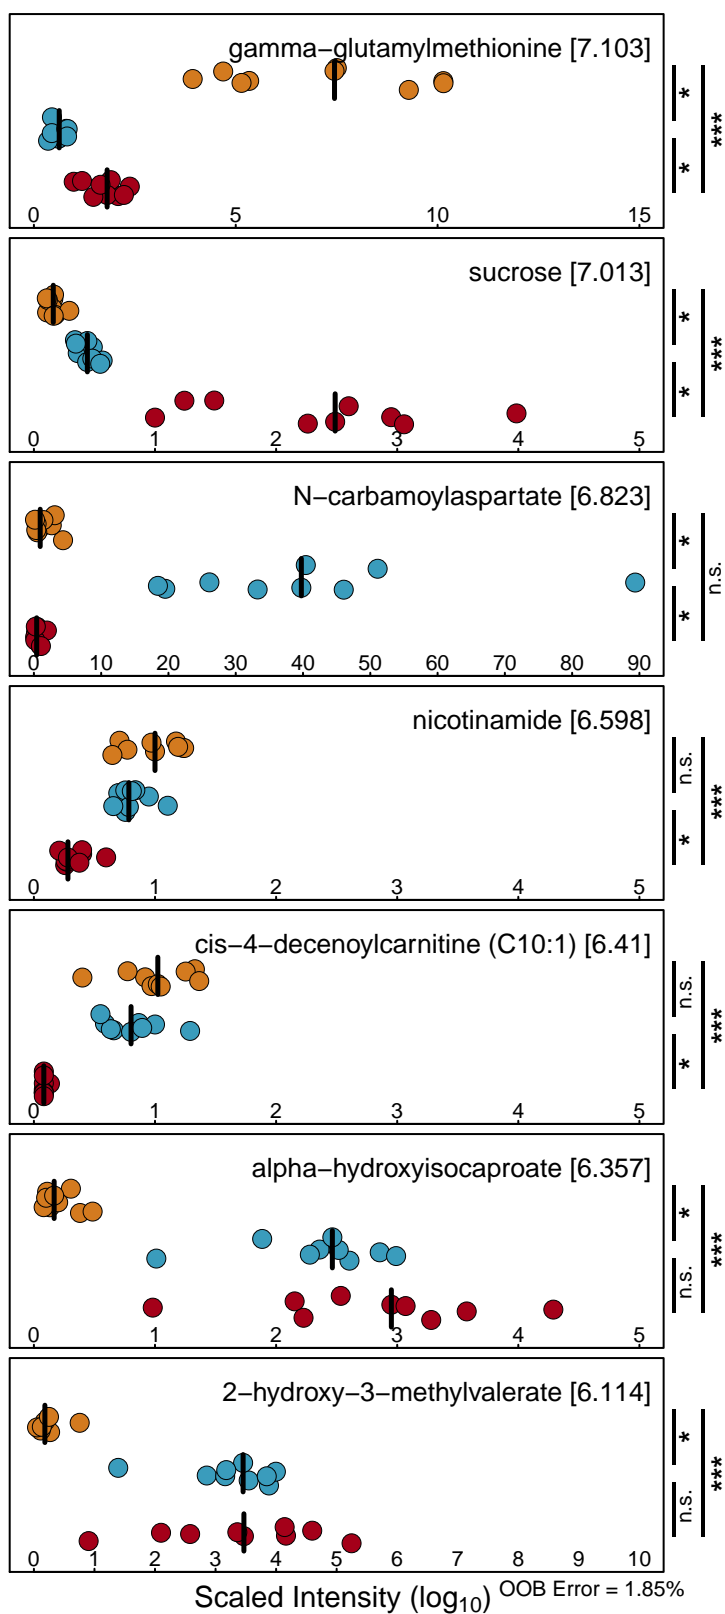 gamma−glutamylmethionine [7.103]
*
***
*
0 5 10 15
sucrose [7.013]
*
***
*
0 1 2 3 4 5
N−carbamoylaspartate [6.823]
*
n.s.
*
0 10 20 30 40 50 60 70 80 90
nicotinamide [6.598]
n.s.
***
*
0 1 2 3 4 5
cis−4−decenoylcarnitine (C10:1) [6.41]
n.s.
***
*
0 1 2 3 4 5
alpha−hydroxyisocaproate [6.357]
*
***
n.s.
0 1 2 3 4 5
2−hydroxy−3−methylvalerate [6.114]
*
***
n.s.
0 1 2 3 4 5 6 7 8 9 10
Scaled Intensity (log₁₀) OOB Error = 1.85%